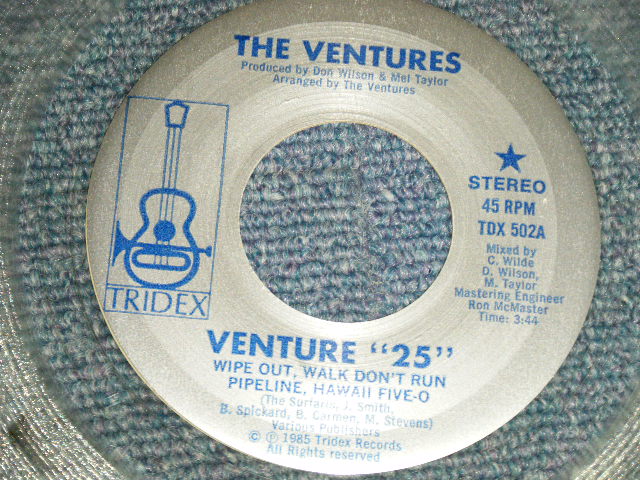 THE VENTURES
Produced by Don Wilson & Mel Taylor
Arranged by The Ventures
TRIDEX
STEREO
45 RPM
TDX 502A
Mixed by
C. Wilde
D. Wilson,
M. Taylor
Mastering Engineer
Ron McMaster
Time: 3:44
VENTURE "25"
WIPE OUT, WALK DON'T RUN
PIPELINE, HAWAII FIVE-O
(The Surfaris, J. Smith,
B. Spickard, B. Carmen, M. Stevens)
Various Publishers
© ℗ 1985 Tridex Records
All Rights reserved